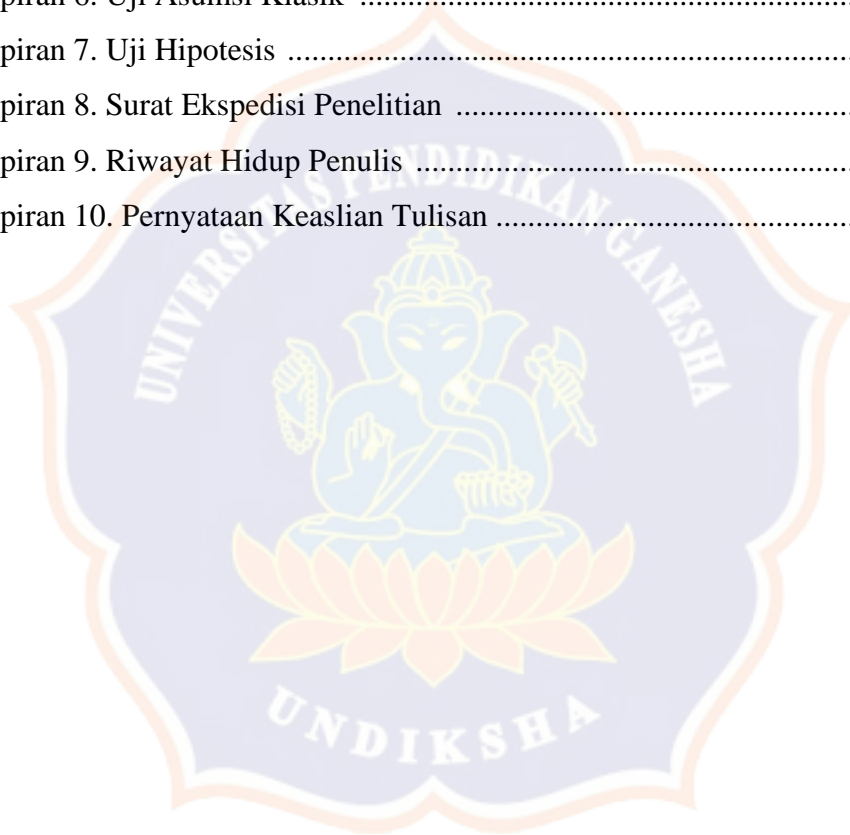 piran 6. Uji Asumsi Klasik ..............................................................
piran 7. Uji Hipotesis .......................................................................
piran 8. Surat Ekspedisi Penelitian ..................................................
piran 9. Riwayat Hidup Penulis .......................................................
piran 10. Pernyataan Keaslian Tulisan .............................................
UNIVERSITAS PENDIDIKAN GANESHA
UNDIKSHA